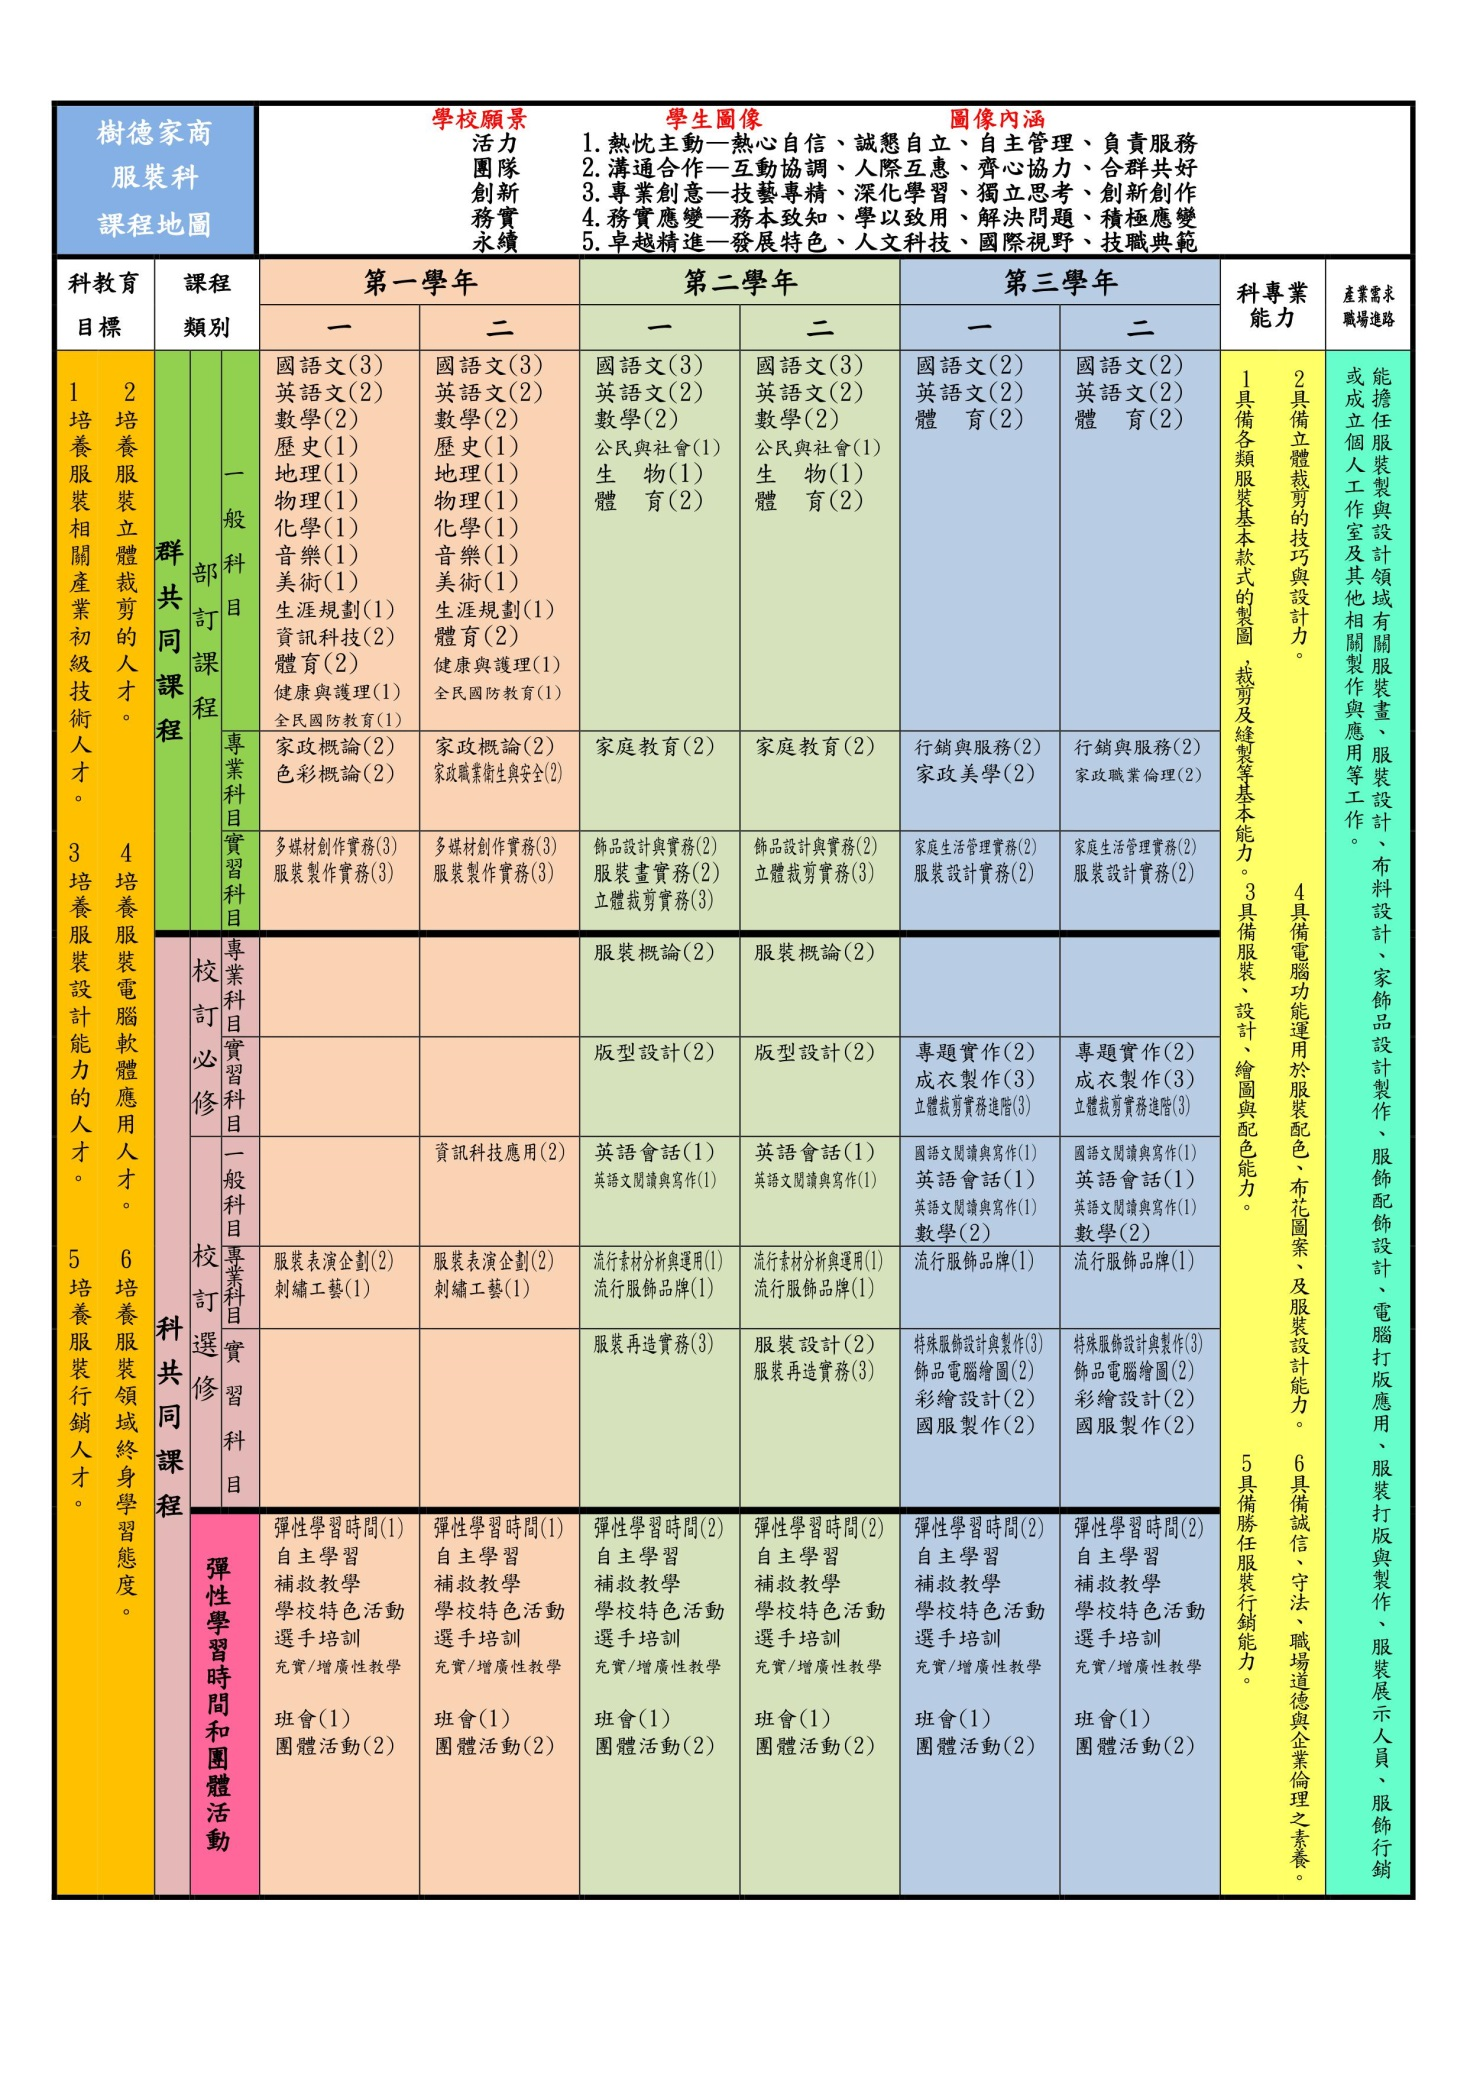 樹德家商
服裝科
課程地圖
學校願景 學生圖像 圖像內涵
活力 1.熱忱主動—熱心自信、誠懇自立、自主管理、負責服務
團隊 2.溝通合作—互動協調、人際互惠、齊心協力、合群共好
創新 3.專業創意—技藝專精、深化學習、獨立思考、創新創作
務實 4.務實應變—務本致知、學以致用、解決問題、積極應變
永續 5.卓越精進—發展特色、人文科技、國際視野、技職典範
科教育
目標
課程
類別
第一學年 第二學年 第三學年
一 二 一 二 一 二
科專業
能力
產業需求
職場進路
1培養服裝相關產業初級技術人才。
2培養服裝立體裁剪的人才。
3培養服裝設計能力的人才。
4培養服裝電腦軟體應用人才。
5培養服裝行銷人才。
6培養服裝領域終身學習態度。
群共同課程
部訂課程
一般科目
國語文(3) 國語文(3) 國語文(3) 國語文(3) 國語文(2) 國語文(2)
英語文(2) 英語文(2) 英語文(2) 英語文(2) 英語文(2) 英語文(2)
數學(2) 數學(2) 數學(2) 數學(2) 體 育(2) 體 育(2)
歷史(1) 歷史(1) 公民與社會(1) 公民與社會(1)
地理(1) 地理(1) 生 物(1) 生 物(1)
物理(1) 物理(1) 體 育(2) 體 育(2)
化學(1) 化學(1)
音樂(1) 音樂(1)
美術(1) 美術(1)
生涯規劃(1) 生涯規劃(1)
資訊科技(2) 體育(2)
體育(2) 健康與護理(1)
健康與護理(1) 全民國防教育(1)
全民國防教育(1)
專業科目
家政概論(2) 家政概論(2) 家庭教育(2) 家庭教育(2) 行銷與服務(2) 行銷與服務(2)
色彩概論(2) 家政職業衛生與安全(2) 家政美學(2) 家政職業倫理(2)
實習科目
多媒材創作實務(3) 多媒材創作實務(3) 飾品設計與實務(2) 飾品設計與實務(2) 家庭生活管理實務(2) 家庭生活管理實務(2)
服裝製作實務(3) 服裝製作實務(3) 服裝畫實務(2) 立體裁剪實務(3) 服裝設計實務(2) 服裝設計實務(2)
立體裁剪實務(3)
科共同課程
校訂必修
專業科目
服裝概論(2) 服裝概論(2)
實習科目
版型設計(2) 版型設計(2) 專題實作(2) 專題實作(2)
成衣製作(3) 成衣製作(3)
立體裁剪實務進階(3) 立體裁剪實務進階(3)
校訂選修
一般科目
資訊科技應用(2) 英語會話(1) 英語會話(1) 國語文閱讀與寫作(1) 國語文閱讀與寫作(1)
英語文閱讀與寫作(1) 英語文閱讀與寫作(1) 英語會話(1) 英語會話(1)
英語文閱讀與寫作(1) 英語文閱讀與寫作(1)
數學(2) 數學(2)
專業科目
服裝表演企劃(2) 服裝表演企劃(2) 流行素材分析與運用(1) 流行素材分析與運用(1) 流行服飾品牌(1) 流行服飾品牌(1)
刺繡工藝(1) 刺繡工藝(1) 流行服飾品牌(1) 流行服飾品牌(1)
實習科目
服裝再造實務(3) 服裝設計(2) 特殊服飾設計與製作(3) 特殊服飾設計與製作(3)
服裝再造實務(3) 飾品電腦繪圖(2) 飾品電腦繪圖(2)
彩繪設計(2) 彩繪設計(2)
國服製作(2) 國服製作(2)
彈性學習時間和團體活動
彈性學習時間(1) 彈性學習時間(1) 彈性學習時間(2) 彈性學習時間(2) 彈性學習時間(2) 彈性學習時間(2)
自主學習 自主學習 自主學習 自主學習 自主學習 自主學習
補救教學 補救教學 補救教學 補救教學 補救教學 補救教學
學校特色活動 學校特色活動 學校特色活動 學校特色活動 學校特色活動 學校特色活動
選手培訓 選手培訓 選手培訓 選手培訓 選手培訓 選手培訓
充實/增廣性教學 充實/增廣性教學 充實/增廣性教學 充實/增廣性教學 充實/增廣性教學 充實/增廣性教學
班會(1) 班會(1) 班會(1) 班會(1) 班會(1) 班會(1)
團體活動(2) 團體活動(2) 團體活動(2) 團體活動(2) 團體活動(2) 團體活動(2)
1具備各類服裝基本款式的製圖,裁剪及縫製等基本能力。
2具備立體裁剪的技巧與設計力。
3具備服裝、設計、繪圖與配色能力。
4具備電腦功能運用於服裝配色、布花圖案、及服裝設計能力。
5具備勝任服裝行銷能力。
6具備誠信、守法、職場道德與企業倫理之素養。
能擔任服裝製與設計領域有關服裝畫、服裝設計、布料設計、家飾品設計製作、服飾配飾設計、電腦打版應用、服裝打版與製作、服裝展示人員、服飾行銷
或成立個人工作室及其他相關製作與應用等工作。